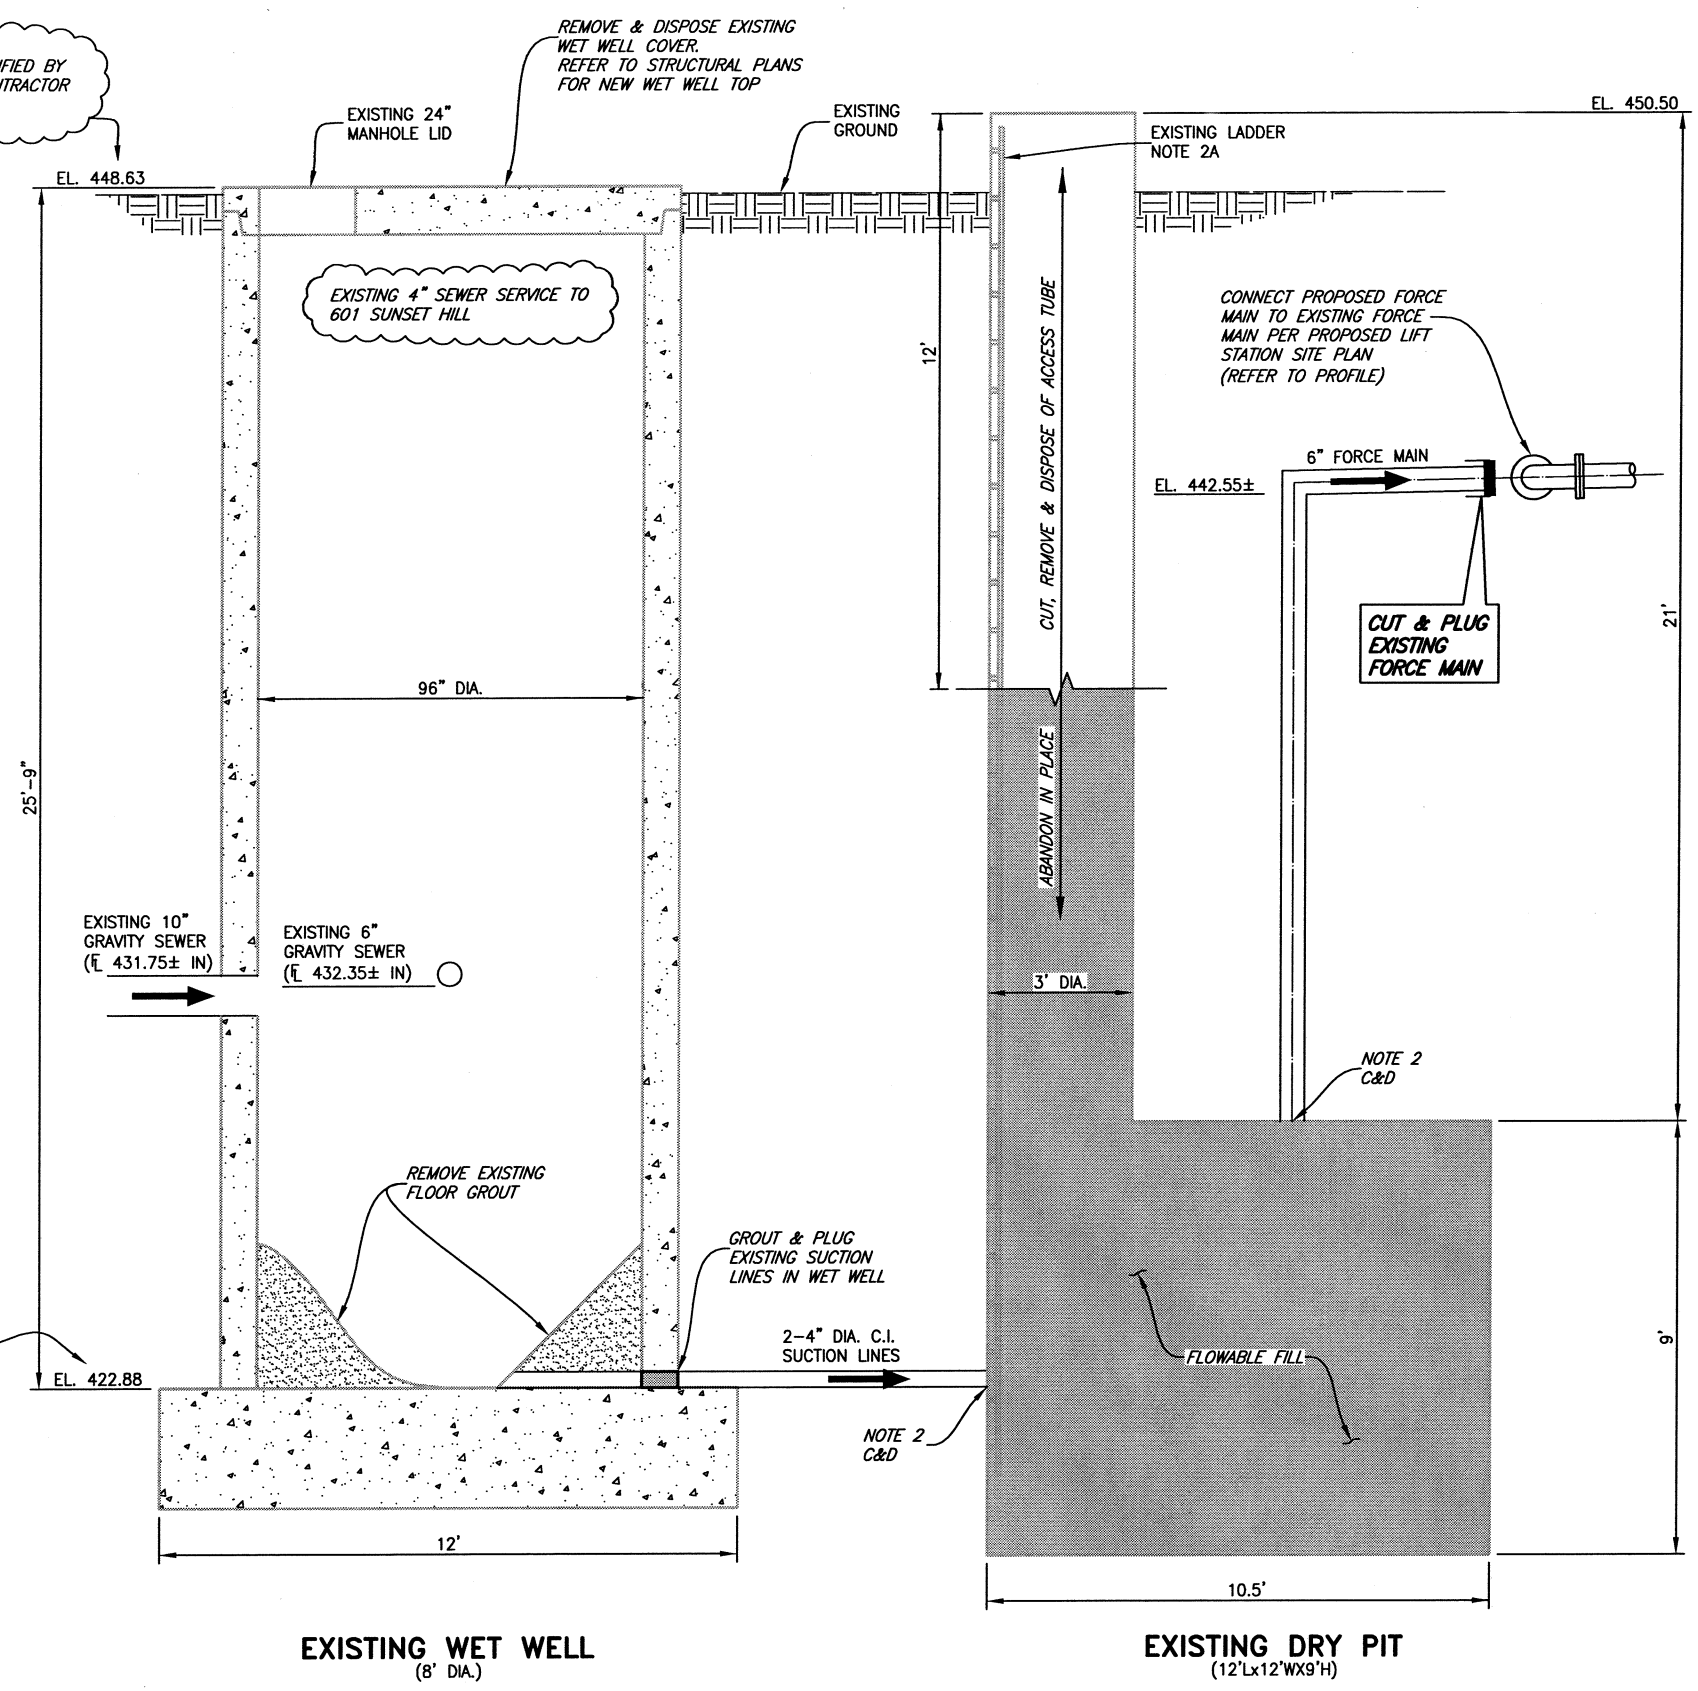 REMOVE & DISPOSE EXISTING
WET WELL COVER.
REFER TO STRUCTURAL PLANS
FOR NEW WET WELL TOP
EXISTING 24"
MANHOLE LID
EXISTING
GROUND
EL. 450.50
EXISTING LADDER
NOTE 2A
EL. 448.63
EXISTING 4" SEWER SERVICE TO
601 SUNSET HILL
CONNECT PROPOSED FORCE
MAIN TO EXISTING FORCE
MAIN PER PROPOSED LIFT
STATION SITE PLAN
(REFER TO PROFILE)
12'
CUT, REMOVE & DISPOSE OF ACCESS TUBE
6" FORCE MAIN
EL. 442.55±
21'
CUT & PLUG
EXISTING
FORCE MAIN
96" DIA.
25'-9"
ABANDON IN PLACE
EXISTING 10"
GRAVITY SEWER
(FL 431.75± IN)
EXISTING 6"
GRAVITY SEWER
(FL 432.35± IN)
3' DIA.
NOTE 2
C&D
REMOVE EXISTING
FLOOR GROUT
GROUT & PLUG
EXISTING SUCTION
LINES IN WET WELL
2-4" DIA. C.I.
SUCTION LINES
FLOWABLE FILL
9'
EL. 422.88
NOTE 2
C&D
12'
10.5'
EXISTING WET WELL
(8' DIA.)
EXISTING DRY PIT
(12'Lx12'WX9'H)